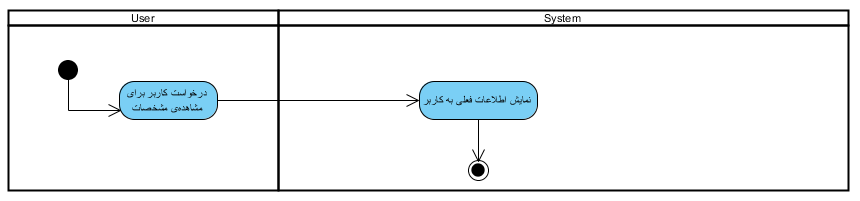 User
System
درخواست کاربر برای
مشاهده‌ی مشخصات
نمایش اطلاعات فعلی به کاربر